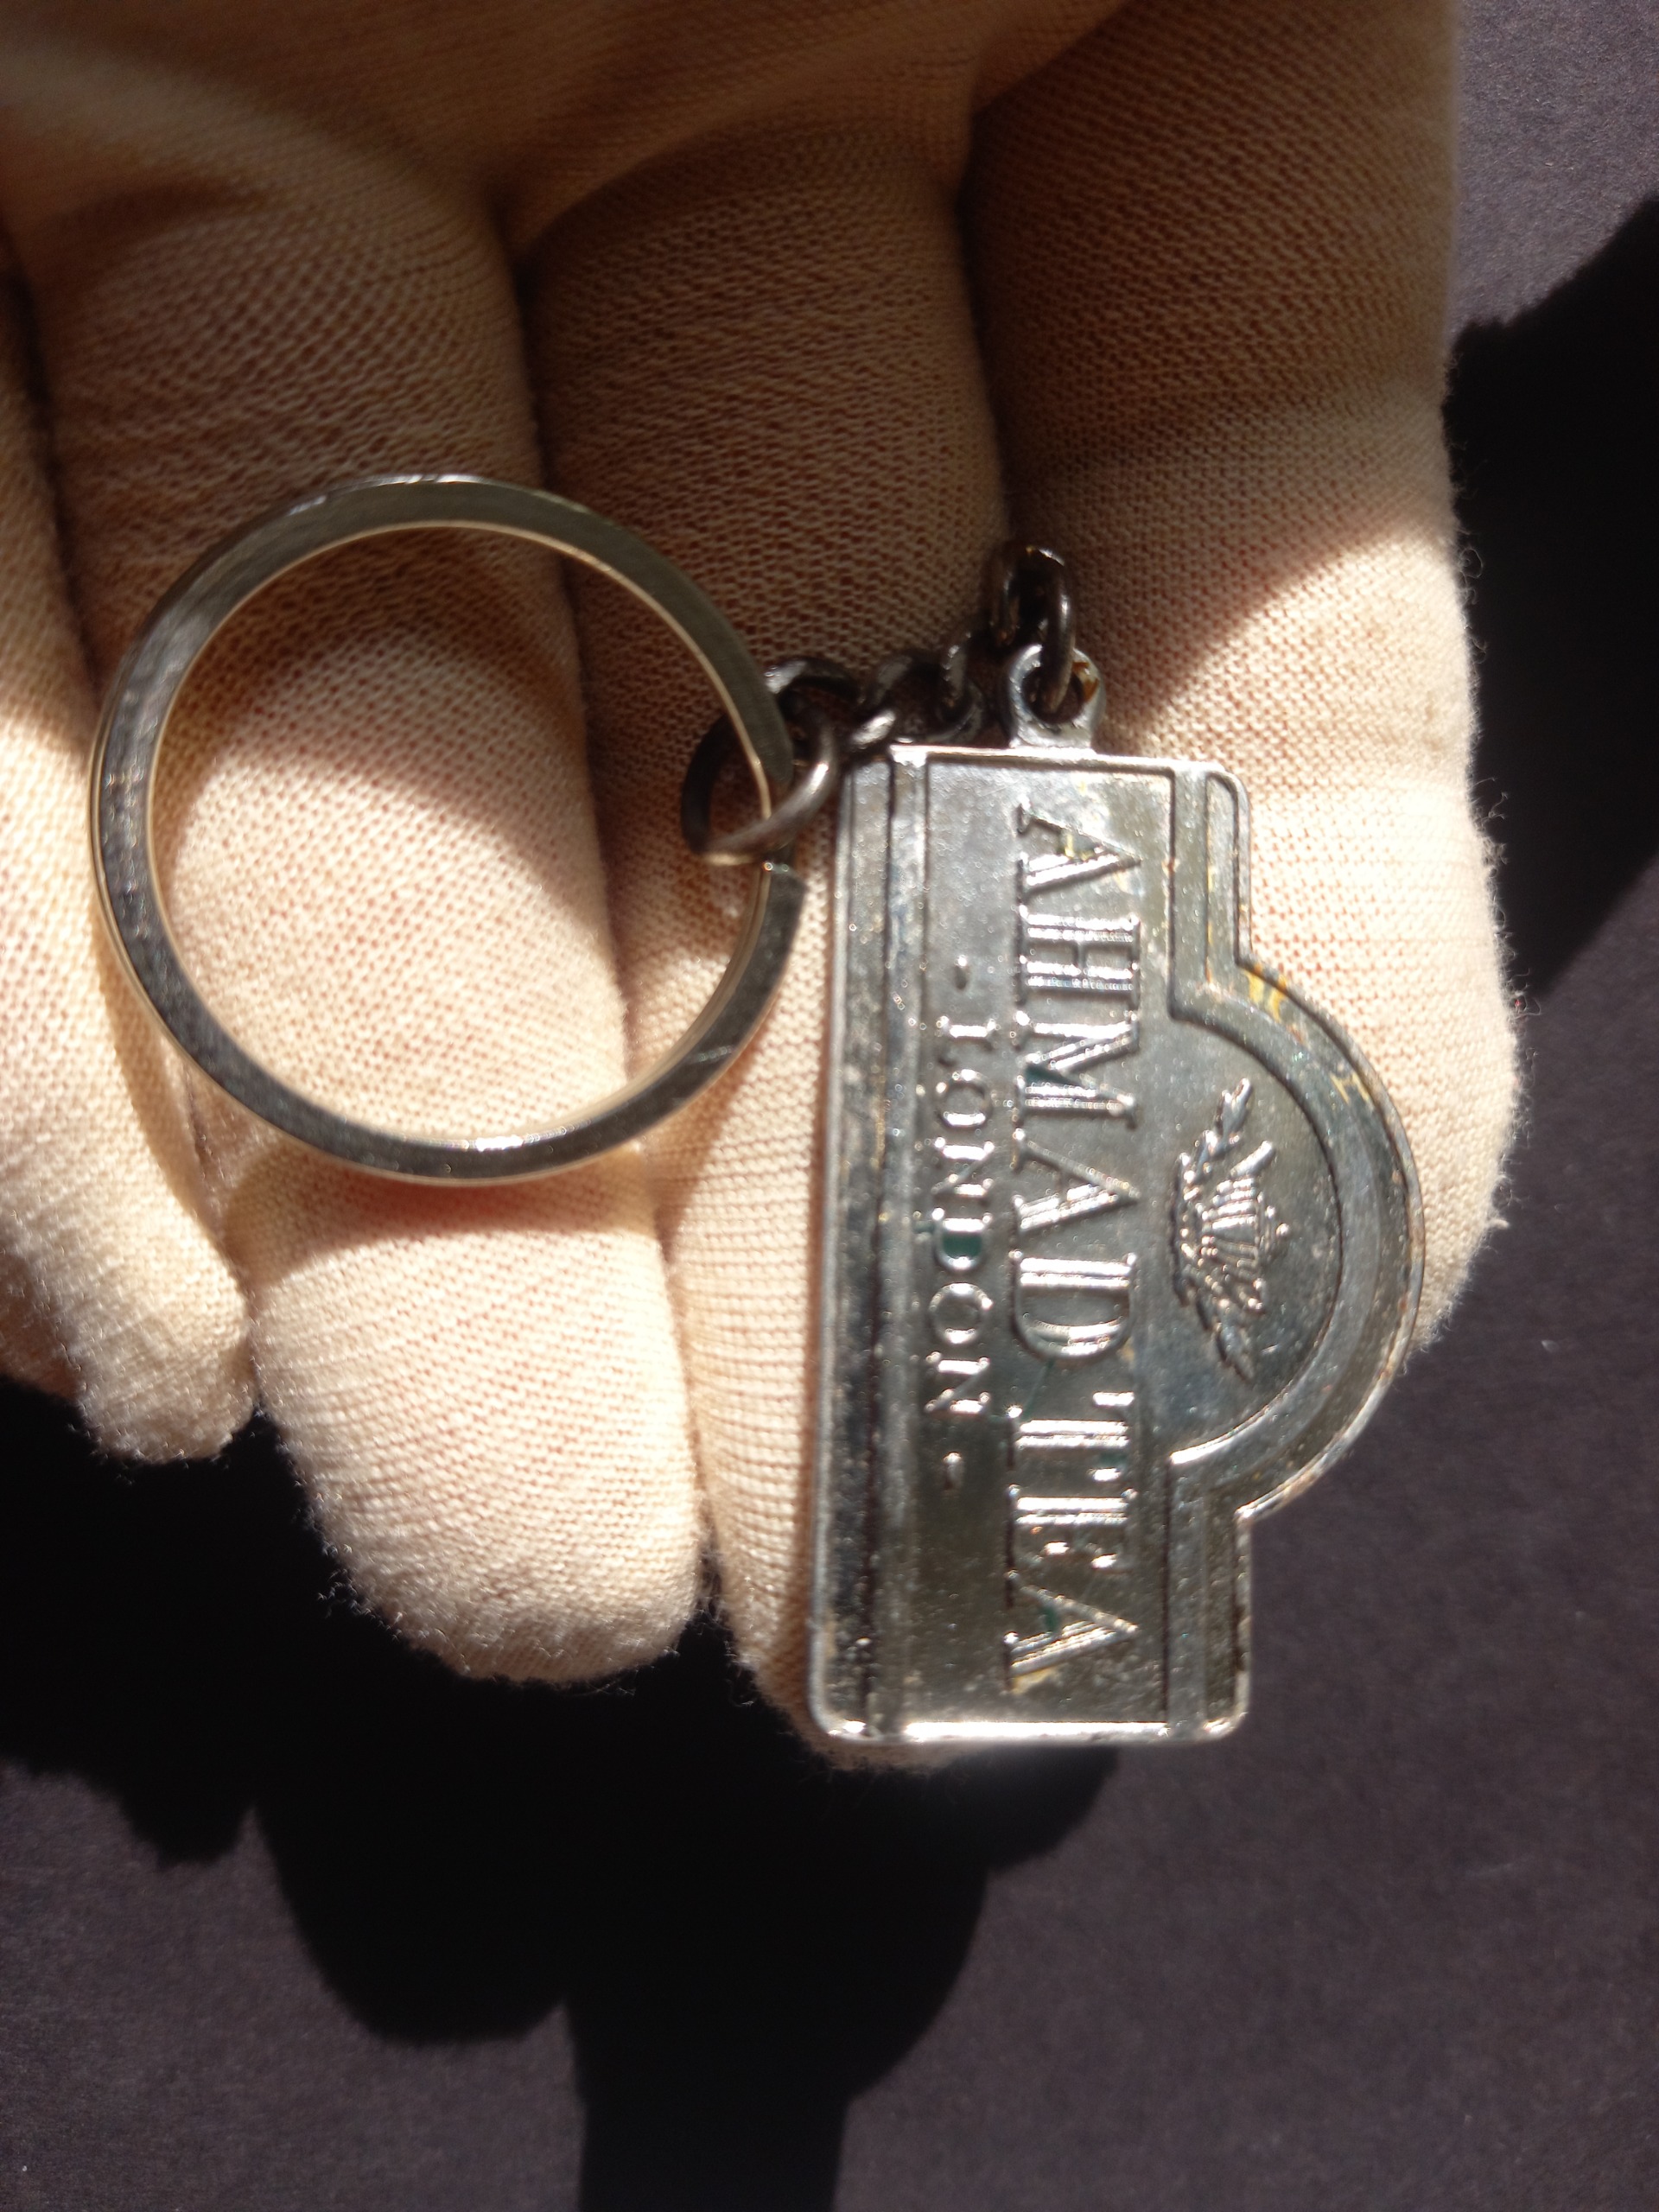 AHMAD TEA
- LONDON -